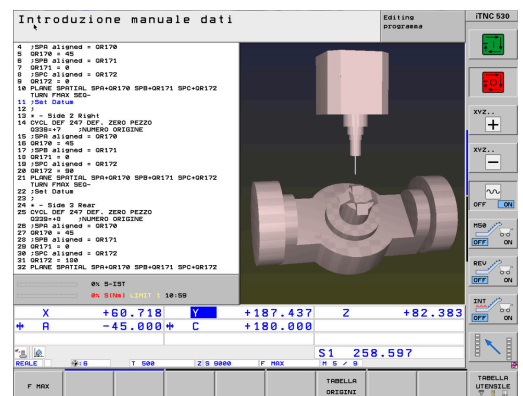 Introduzione manuale dati
Editing
programma
iTNC 530
4 ;SPA aligned = QR170
5 QR170 = 45
6 ;SPB aligned = QR171
7 QR171 = 0
8 ;SPC aligned = QR172
9 QR172 = 0
10 PLANE SPATIAL SPA+QR170 SPB+QR171 SPC+QR172
TURN FMAX SEQ-
11 ;Set Datum
12 ;
13 * - Side 2 Right
14 CYCL DEF 247 DEF. ZERO PEZZO
Q339=+7 ;NUMERO ORIGINE
15 ;SPA aligned = QR170
16 QR170 = 45
17 ;SPB aligned = QR171
18 QR171 = 0
19 ;SPC aligned = QR172
20 QR172 = 90
21 PLANE SPATIAL SPA+QR170 SPB+QR171 SPC+QR172
TURN FMAX SEQ-
22 ;Set Datum
23 ;
24 * - Side 3 Rear
25 CYCL DEF 247 DEF. ZERO PEZZO
Q339=+8 ;NUMERO ORIGINE
26 ;SPA aligned = QR170
27 QR170 = 45
28 ;SPB aligned = QR171
29 QR171 = 0
30 ;SPC aligned = QR172
31 QR172 = 180
32 PLANE SPATIAL SPA+QR170 SPB+QR171 SPC+QR172
0% S-IST
0% S[Nm] LIMIT 1 10:59
X +60.718 Y +187.437 Z +82.383
A -45.000 C +180.000
S1 258.597
REALE :6 T 500 Z S 9000 F MAX M 5 / 9
F MAX
TABELLA
ORIGINI
TABELLA
UTENSILE
XYZ..
+
XYZ..
-
OFF ON
M50
OFF ON
REV
OFF ON
INT
OFF ON